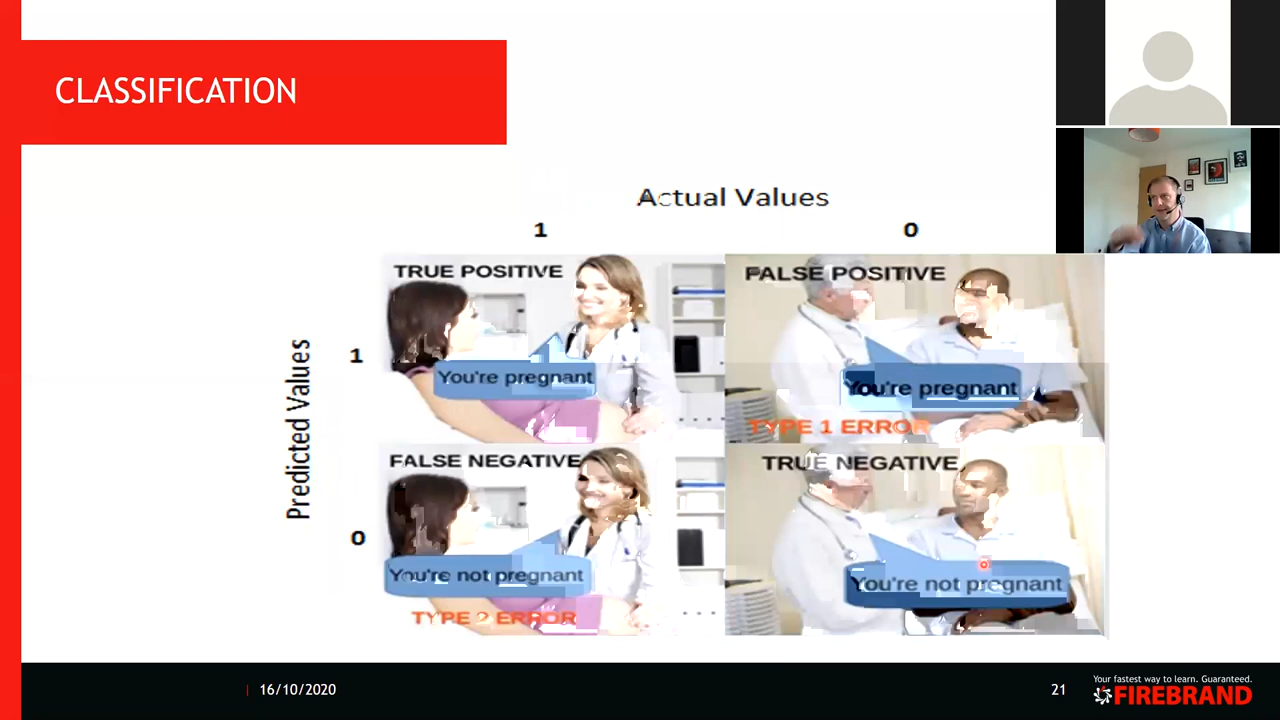 CLASSIFICATION
Actual Values
1
0
TRUE POSITIVE
FALSE POSITIVE
Predicted Values
1
You're pregnant
You're pregnant
TYPE 1 ERROR
FALSE NEGATIVE
TRUE NEGATIVE
0
You're not pregnant
You're not pregnant
TYPE 2 ERROR
16/10/2020
21
Your fastest way to learn. Guaranteed.
FIREBRAND